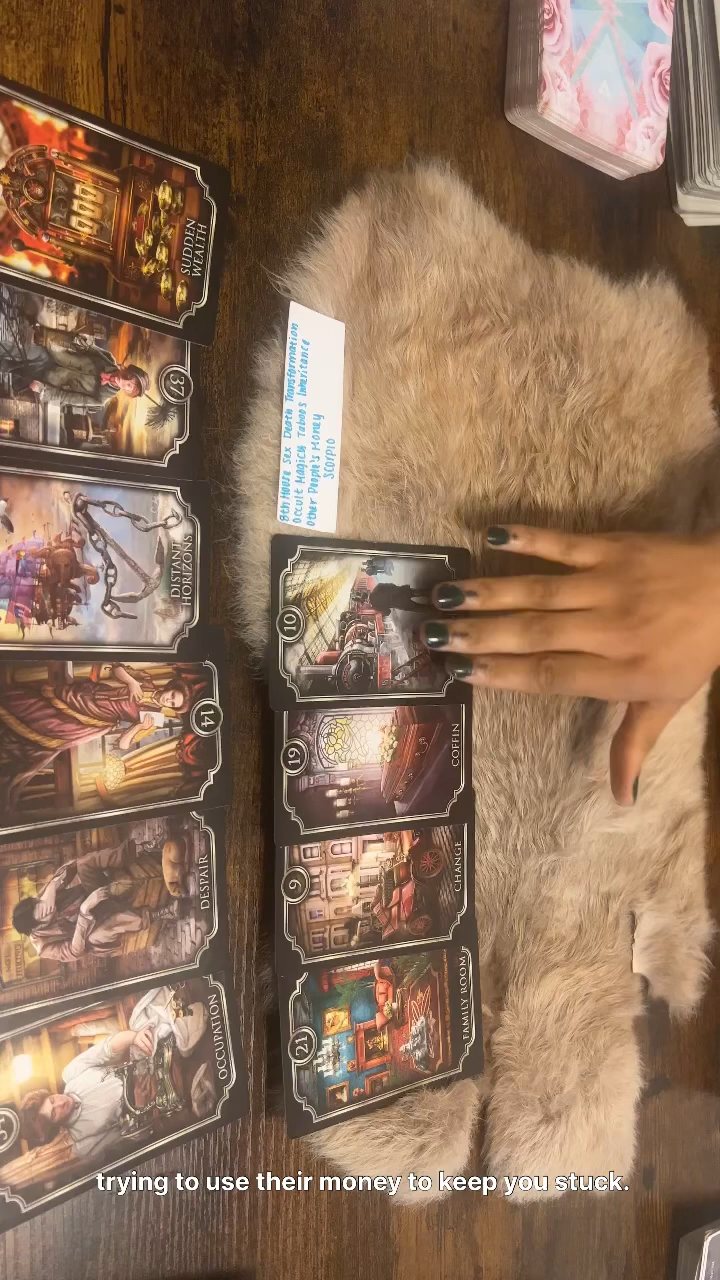 SUDDEN
WEALTH
37
DISTANT
HORIZONS
14
DESPAIR
OCCUPATION
8th House Sex Death Transformation
Occult Magick Taboos Inheritance
Other People's Money
Scorpio
10
19
COFFIN
9
CHANGE
21
FAMILY ROOM
trying to use their money to keep you stuck.